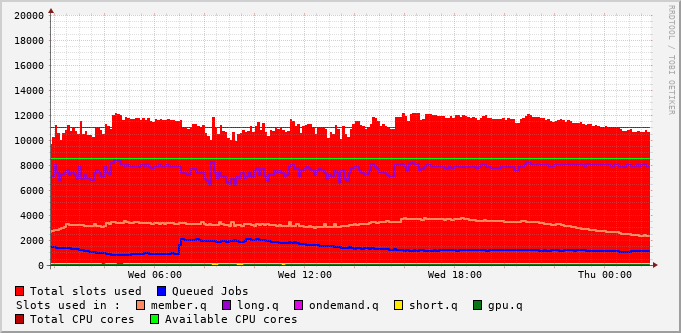 RRDTOOL / TOBI OETIKER
20000
18000
16000
14000
12000
10000
8000
6000
4000
2000
0
Wed 06:00 Wed 12:00 Wed 18:00 Thu 00:00
Total slots used Queued Jobs
Slots used in : member.q long.q ondemand.q short.q gpu.q
Total CPU cores Available CPU cores